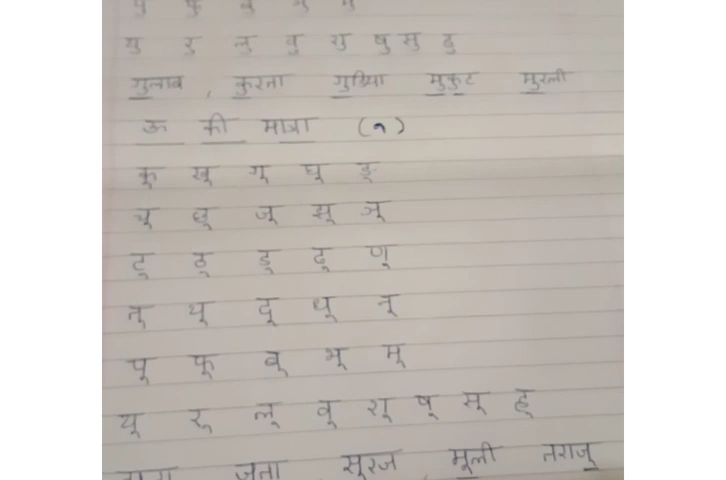 यु रु लु वु शु षु सु हु
गुलाब , कुरता गुडिया मुकुट मुरली
ऊ की मात्रा ( ू )
कू खू गू घू ङू
चू छू जू झू ञू
टू ठू डू ढू णू
तू थू दू धू नू
पू फू बू भू मू
यू रू लू वू शू षू सू हू
जूता सूरज मूली तराजू